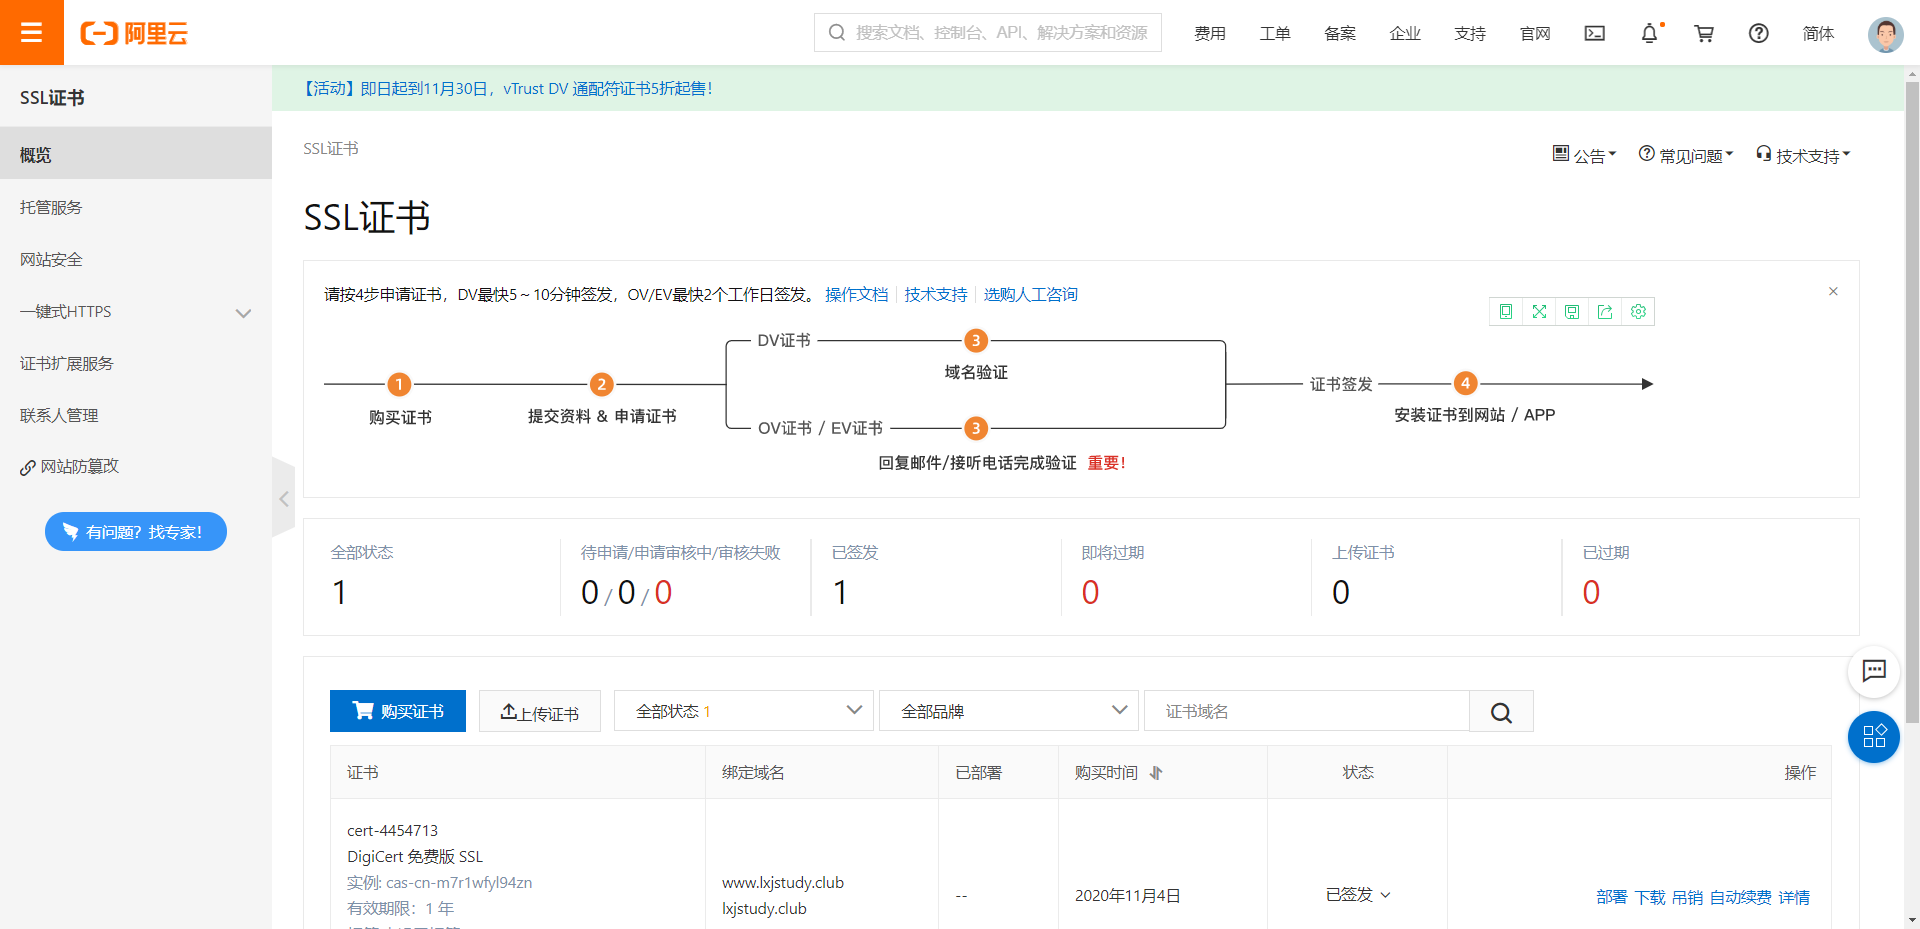 阿里云
搜索文档、控制台、API、解决方案和资源
费用
工单
备案
企业
支持
官网
简体
SSL证书
概览
托管服务
网站安全
一键式HTTPS
证书扩展服务
联系人管理
网站防篡改
有问题？找专家！
【活动】即日起到11月30日，vTrust DV 通配符证书5折起售！
SSL证书
公告
常见问题
技术支持
SSL证书
请按4步申请证书，DV最快5～10分钟签发，OV/EV最快2个工作日签发。 操作文档 技术支持 选购人工咨询
DV证书
3
域名验证
1
购买证书
2
提交资料 & 申请证书
证书签发
4
安装证书到网站 / APP
OV证书 / EV证书
3
回复邮件/接听电话完成验证 重要！
全部状态
1
待申请/申请审核中/审核失败
0 / 0 / 0
已签发
1
即将过期
0
上传证书
0
已过期
0
购买证书
上传证书
全部状态 1
全部品牌
证书域名
证书
绑定域名
已部署
购买时间
状态
操作
cert-4454713
DigiCert 免费版 SSL
实例: cas-cn-m7r1wfyl94zn
有效期限：1 年
www.lxjstudy.club
lxjstudy.club
--
2020年11月4日
已签发
部署 下载 吊销 自动续费 详情